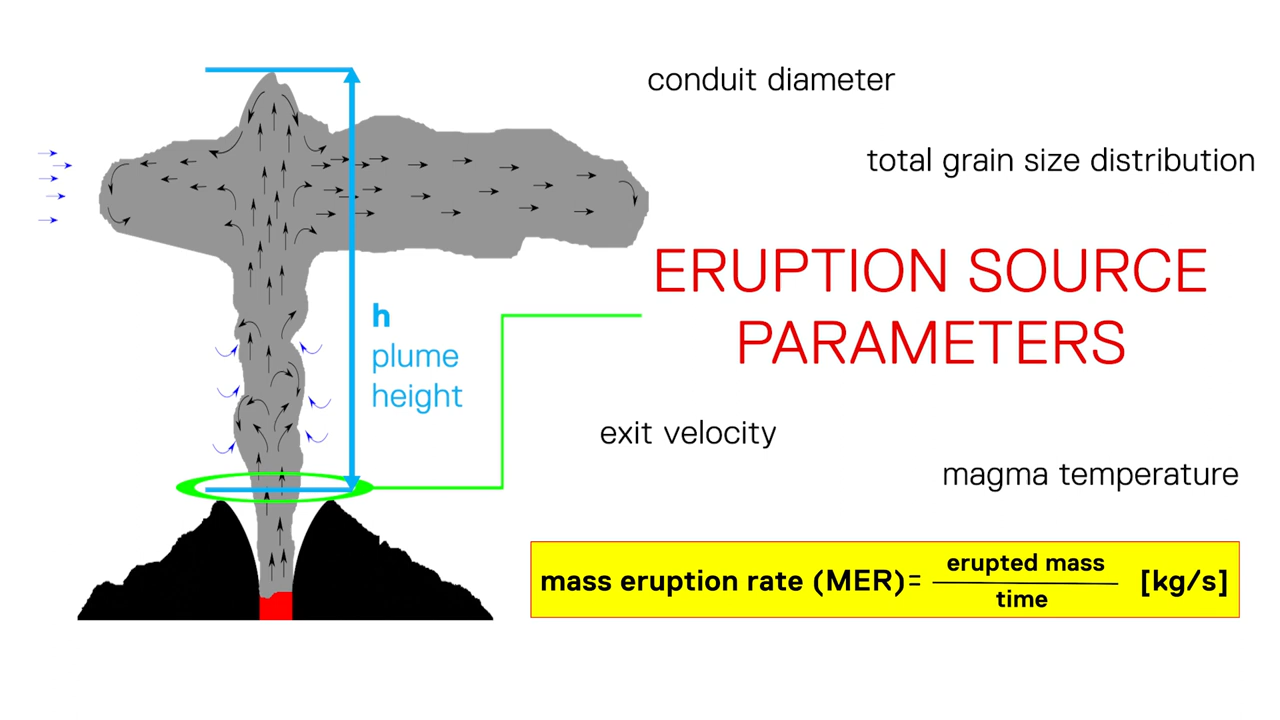 conduit diameter
total grain size distribution
ERUPTION SOURCE
PARAMETERS
h
plume
height
exit velocity
magma temperature
mass eruption rate (MER)= erupted mass / time [kg/s]